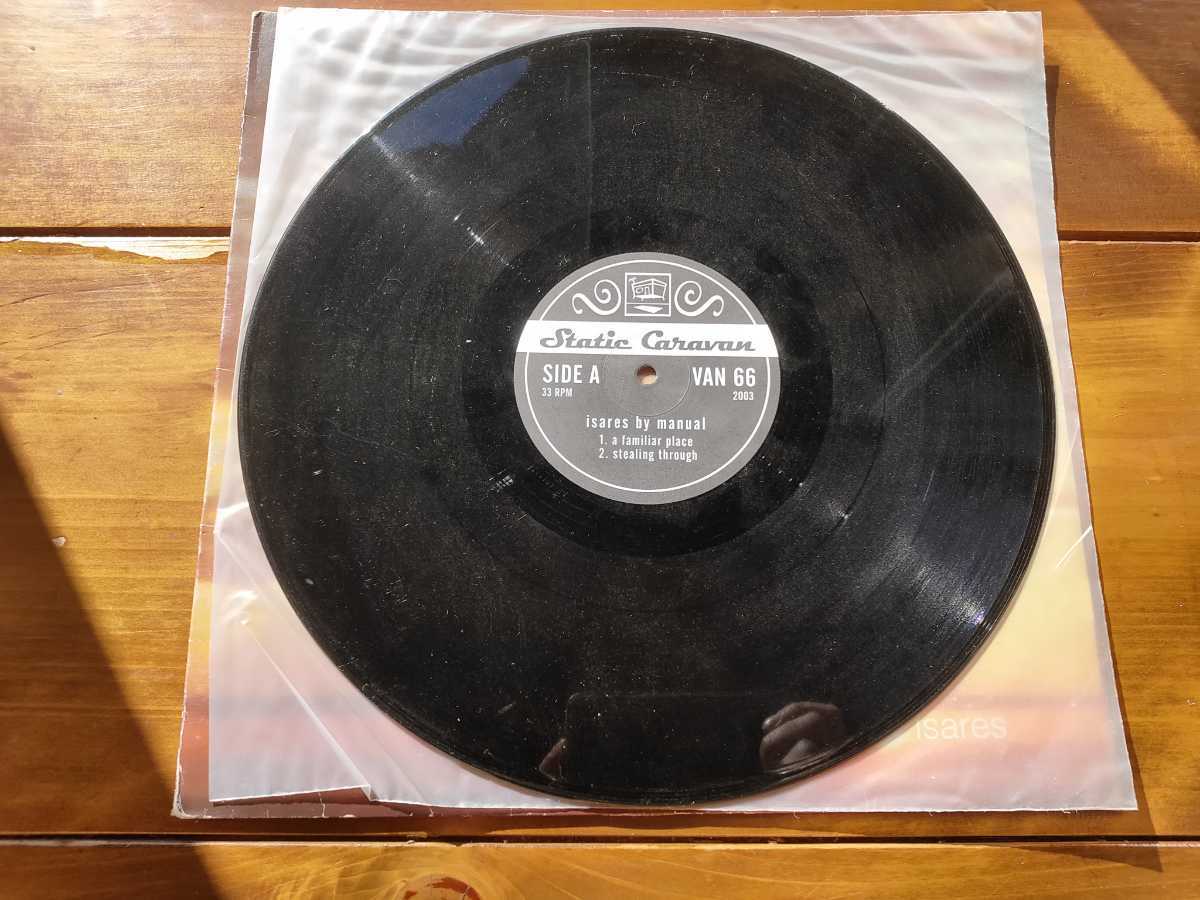 Static Caravan
SIDE A VAN 66
33 RPM 2003
isares by manual
1. a familiar place
2. stealing through
isares